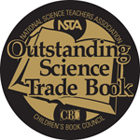 NATIONAL SCIENCE TEACHERS ASSOCIATION
NSTA
Outstanding
Science
Trade Book
CBC
CHILDREN'S BOOK COUNCIL